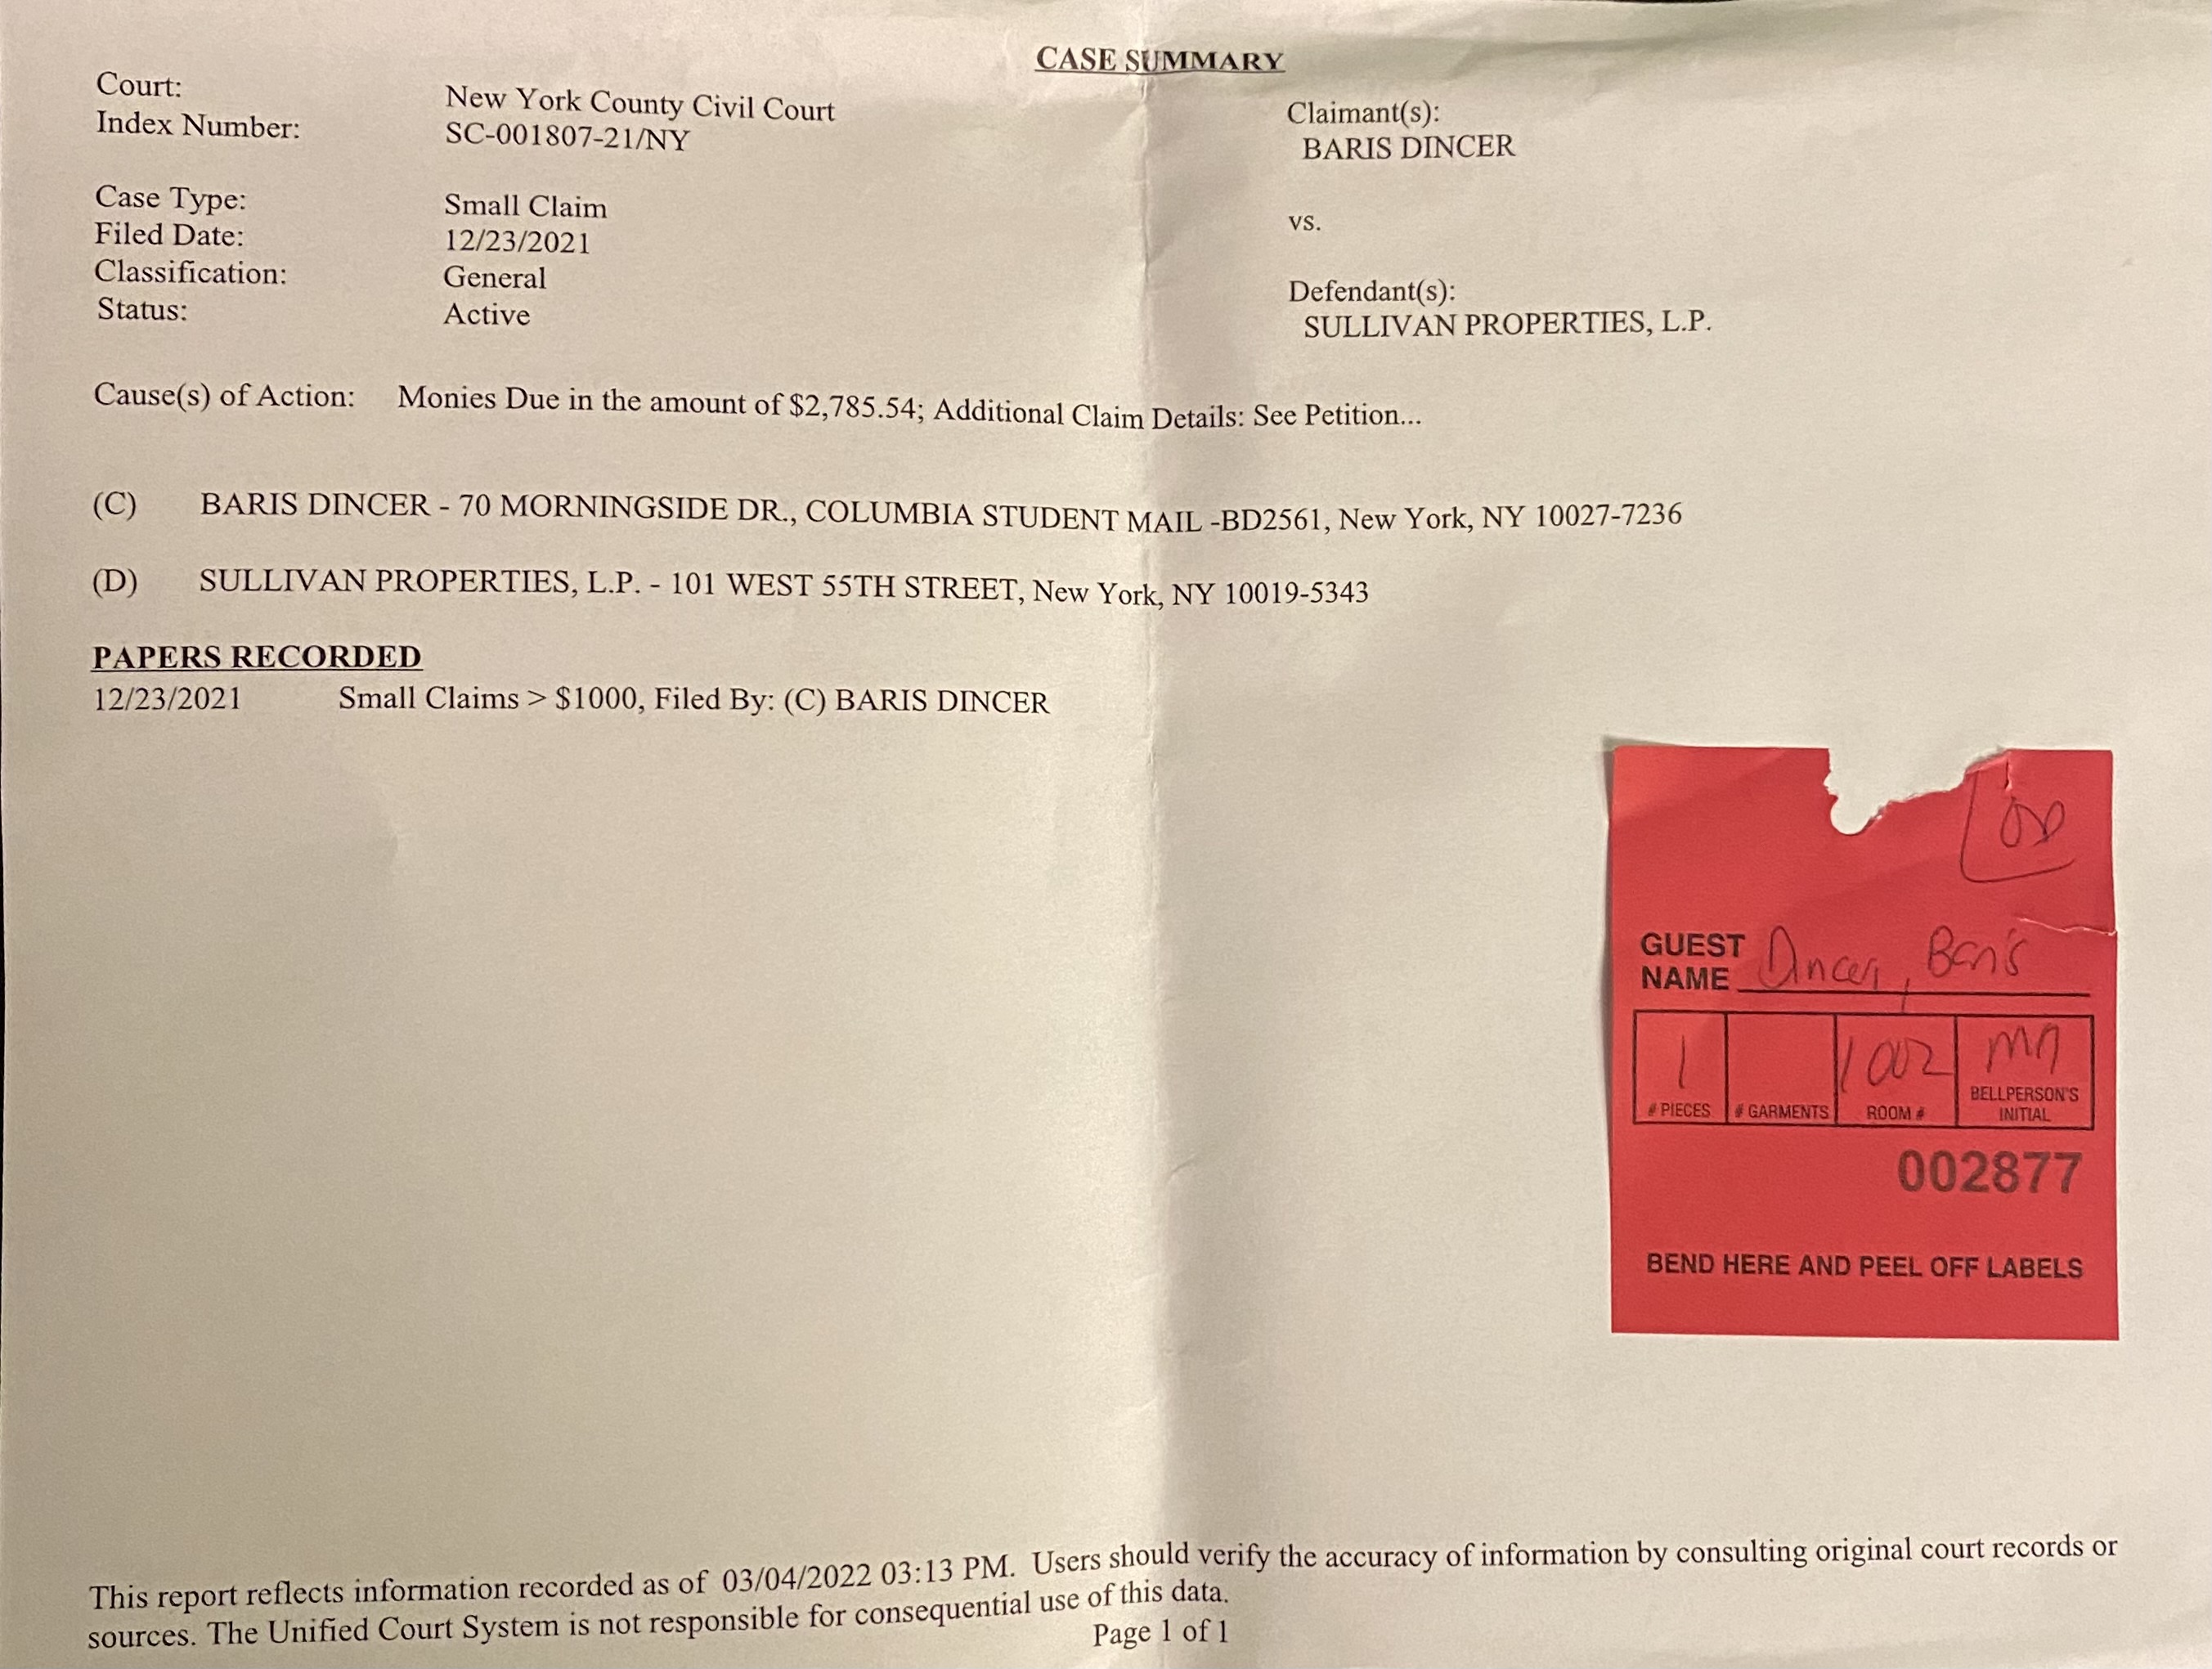 CASE SUMMARY
Court: New York County Civil Court
Index Number: SC-001807-21/NY
Case Type: Small Claim
Filed Date: 12/23/2021
Classification: General
Status: Active
Claimant(s):
BARIS DINCER
vs.
Defendant(s):
SULLIVAN PROPERTIES, L.P.
Cause(s) of Action: Monies Due in the amount of $2,785.54; Additional Claim Details: See Petition...
(C) BARIS DINCER - 70 MORNINGSIDE DR., COLUMBIA STUDENT MAIL -BD2561, New York, NY 10027-7236
(D) SULLIVAN PROPERTIES, L.P. - 101 WEST 55TH STREET, New York, NY 10019-5343
PAPERS RECORDED
12/23/2021 Small Claims > $1000, Filed By: (C) BARIS DINCER
GUEST
NAME Dincer, Baris
1 1002
# PIECES # GARMENTS ROOM # BELLPERSON'S
INITIAL
002877
BEND HERE AND PEEL OFF LABELS
This report reflects information recorded as of 03/04/2022 03:13 PM. Users should verify the accuracy of information by consulting original court records or
sources. The Unified Court System is not responsible for consequential use of this data.
Page 1 of 1